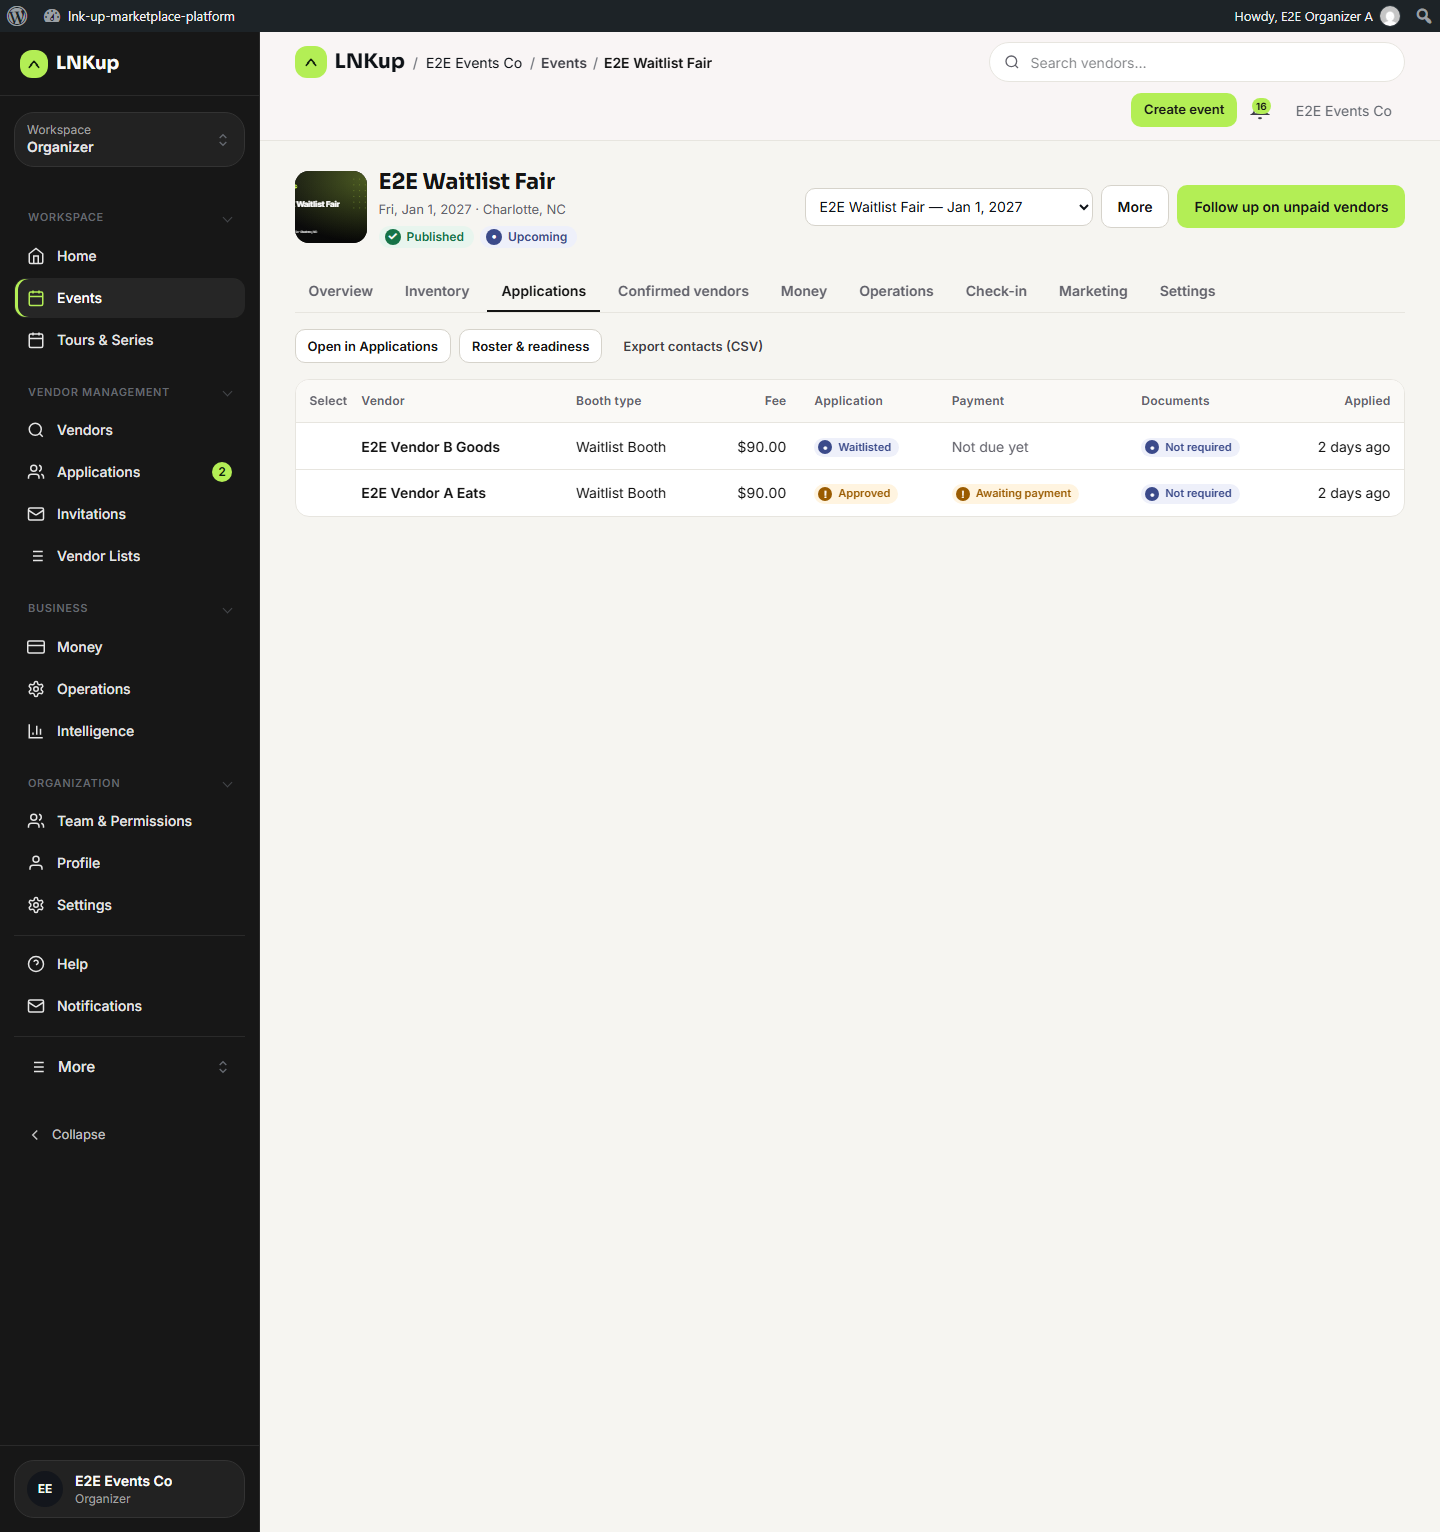 lnk-up-marketplace-platform
Howdy, E2E Organizer A
LNKup
Workspace
Organizer
WORKSPACE
Home
Events
Tours & Series
VENDOR MANAGEMENT
Vendors
Applications 2
Invitations
Vendor Lists
BUSINESS
Money
Operations
Intelligence
ORGANIZATION
Team & Permissions
Profile
Settings
Help
Notifications
More
Collapse
EE
E2E Events Co
Organizer
LNKup / E2E Events Co / Events / E2E Waitlist Fair
Search vendors...
Create event
16
E2E Events Co
Waitlist Fair
E2E Waitlist Fair
Fri, Jan 1, 2027 · Charlotte, NC
Published Upcoming
E2E Waitlist Fair — Jan 1, 2027
More
Follow up on unpaid vendors
Overview Inventory Applications Confirmed vendors Money Operations Check-in Marketing Settings
Open in Applications Roster & readiness Export contacts (CSV)
Select Vendor Booth type Fee Application Payment Documents Applied
E2E Vendor B Goods Waitlist Booth $90.00 Waitlisted Not due yet Not required 2 days ago
E2E Vendor A Eats Waitlist Booth $90.00 Approved Awaiting payment Not required 2 days ago